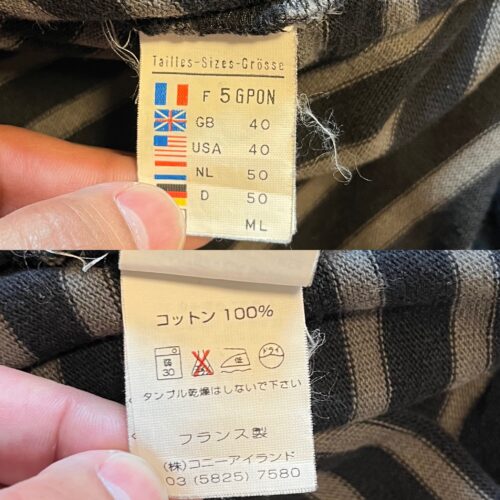 Tailles-Sizes-Grösse
F 5GPON
GB 40
USA 40
NL 50
D 50
ML
コットン 100%
弱
30
ドライ
タンブル乾燥はしないで下さい
フランス製
(株)コニーアイランド
03 (5825) 7580